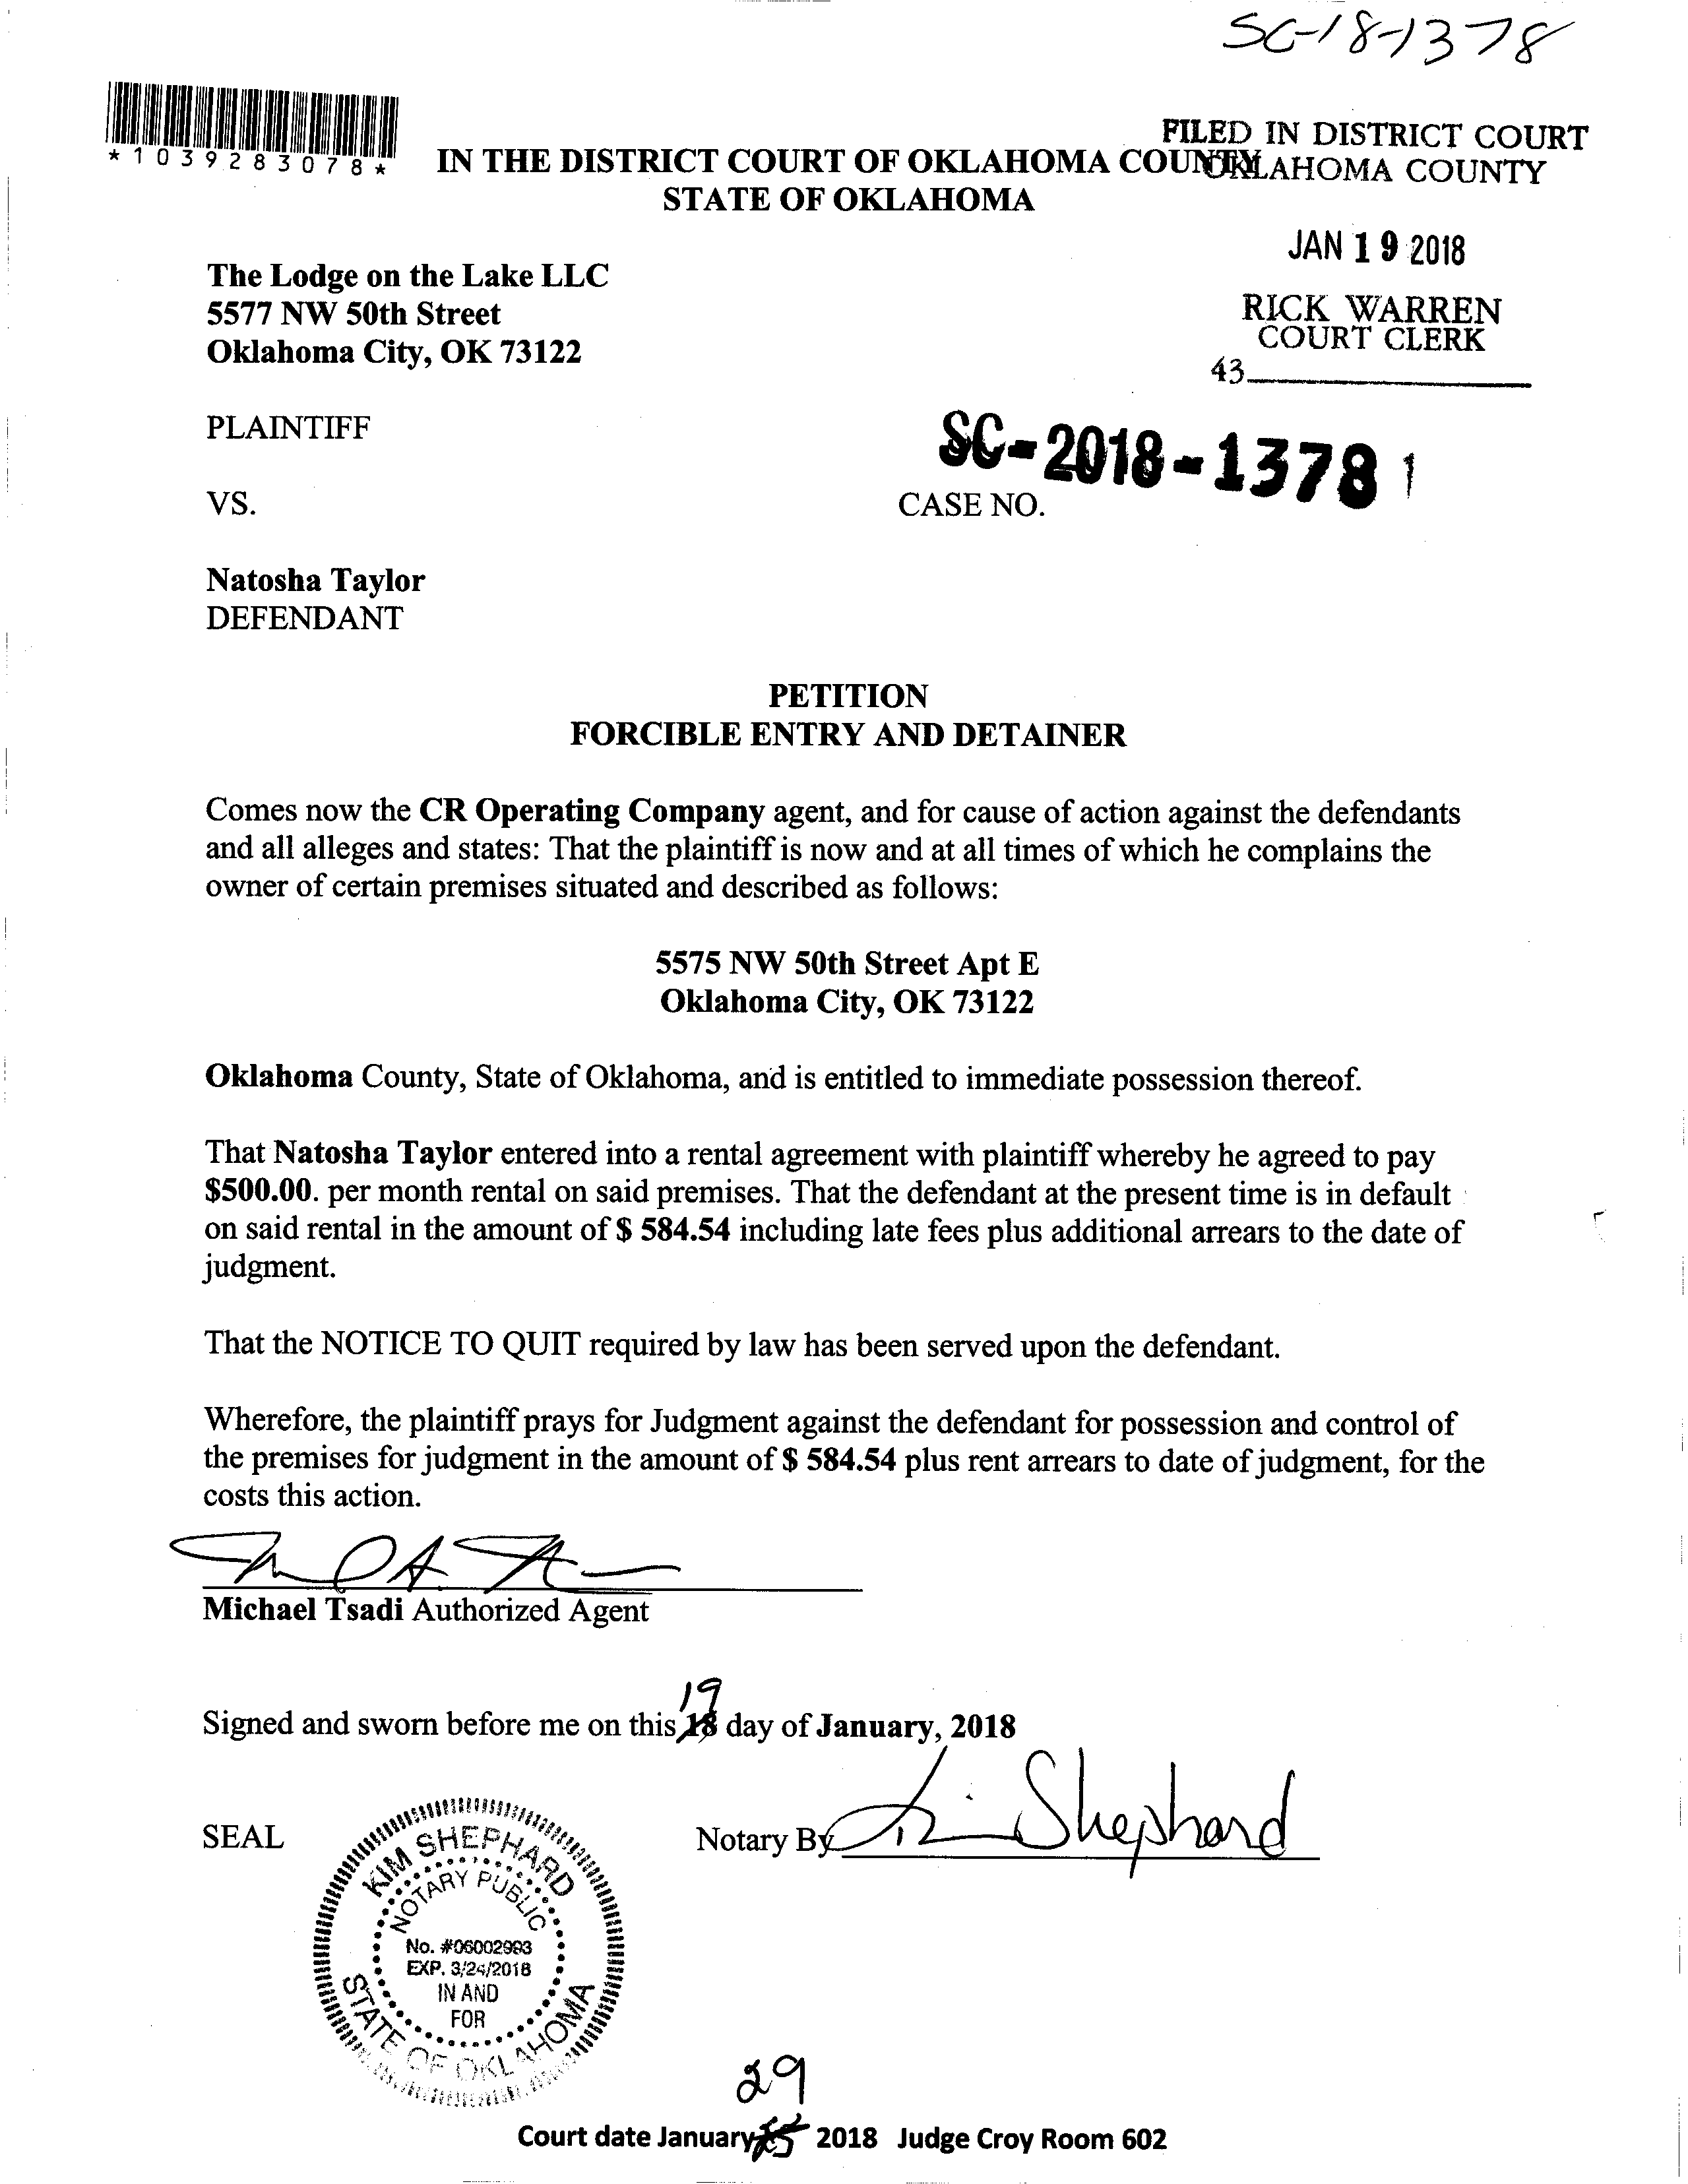 SC-18-1378
*1039283078*
FILED IN DISTRICT COURT
OKLAHOMA COUNTY
IN THE DISTRICT COURT OF OKLAHOMA COUNTY
STATE OF OKLAHOMA
JAN 19 2018
RICK WARREN
COURT CLERK
43
The Lodge on the Lake LLC
5577 NW 50th Street
Oklahoma City, OK 73122
PLAINTIFF
SC-2018-1378
VS.
CASE NO.
Natosha Taylor
DEFENDANT
PETITION
FORCIBLE ENTRY AND DETAINER
Comes now the CR Operating Company agent, and for cause of action against the defendants
and all alleges and states: That the plaintiff is now and at all times of which he complains the
owner of certain premises situated and described as follows:
5575 NW 50th Street Apt E
Oklahoma City, OK 73122
Oklahoma County, State of Oklahoma, and is entitled to immediate possession thereof.
That Natosha Taylor entered into a rental agreement with plaintiff whereby he agreed to pay
$500.00. per month rental on said premises. That the defendant at the present time is in default
on said rental in the amount of $ 584.54 including late fees plus additional arrears to the date of
judgment.
That the NOTICE TO QUIT required by law has been served upon the defendant.
Wherefore, the plaintiff prays for Judgment against the defendant for possession and control of
the premises for judgment in the amount of $ 584.54 plus rent arrears to date of judgment, for the
costs this action.
Michael Tsadi Authorized Agent
19
Signed and sworn before me on this 18 day of January, 2018
SEAL
Notary By Kim Shephard
KIM SHEPHARD
NOTARY PUBLIC
No. #06002993
EXP. 3/24/2018
IN AND
FOR
STATE OF OKLAHOMA
29
Court date January 25 2018 Judge Croy Room 602